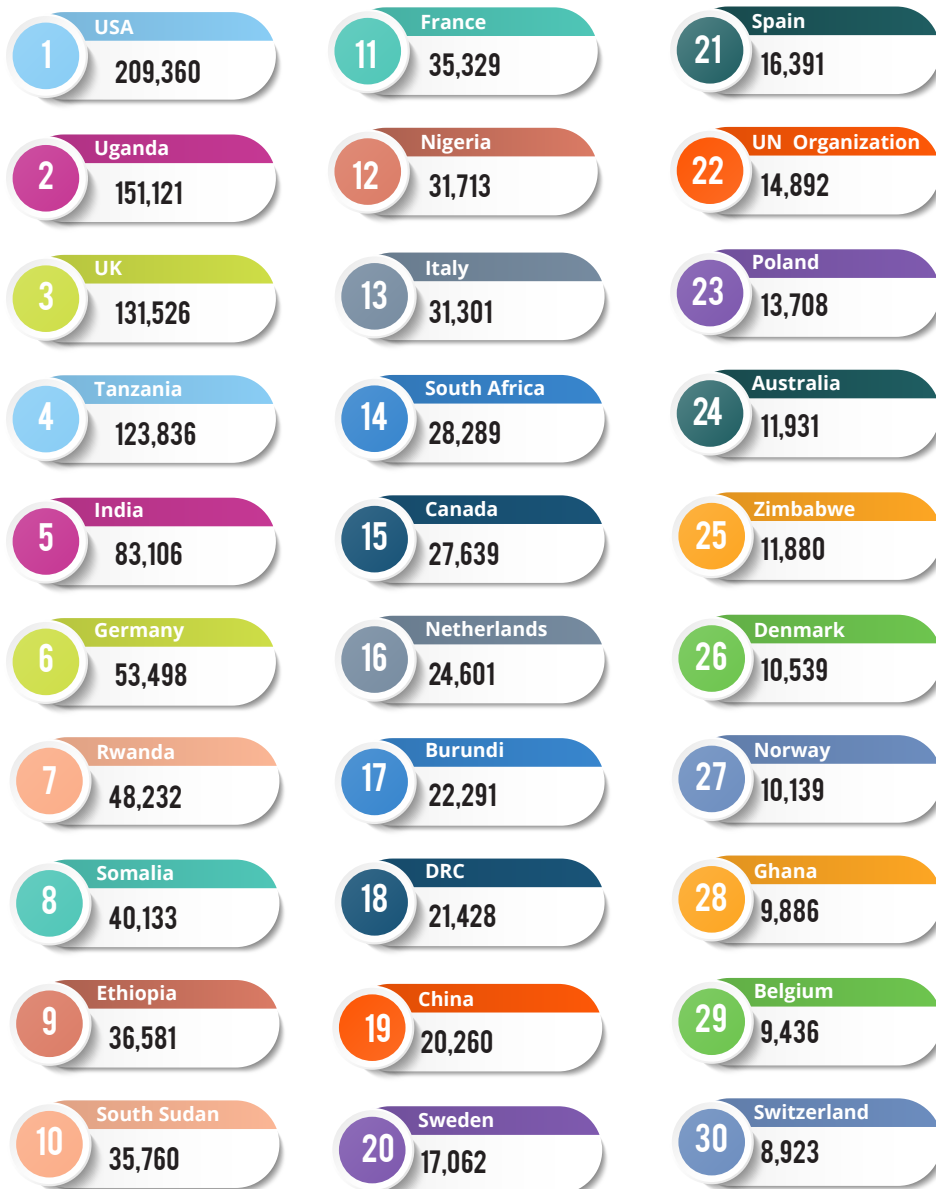 1
USA
209,360
2
Uganda
151,121
3
UK
131,526
4
Tanzania
123,836
5
India
83,106
6
Germany
53,498
7
Rwanda
48,232
8
Somalia
40,133
9
Ethiopia
36,581
10
South Sudan
35,760
11
France
35,329
12
Nigeria
31,713
13
Italy
31,301
14
South Africa
28,289
15
Canada
27,639
16
Netherlands
24,601
17
Burundi
22,291
18
DRC
21,428
19
China
20,260
20
Sweden
17,062
21
Spain
16,391
22
UN Organization
14,892
23
Poland
13,708
24
Australia
11,931
25
Zimbabwe
11,880
26
Denmark
10,539
27
Norway
10,139
28
Ghana
9,886
29
Belgium
9,436
30
Switzerland
8,923